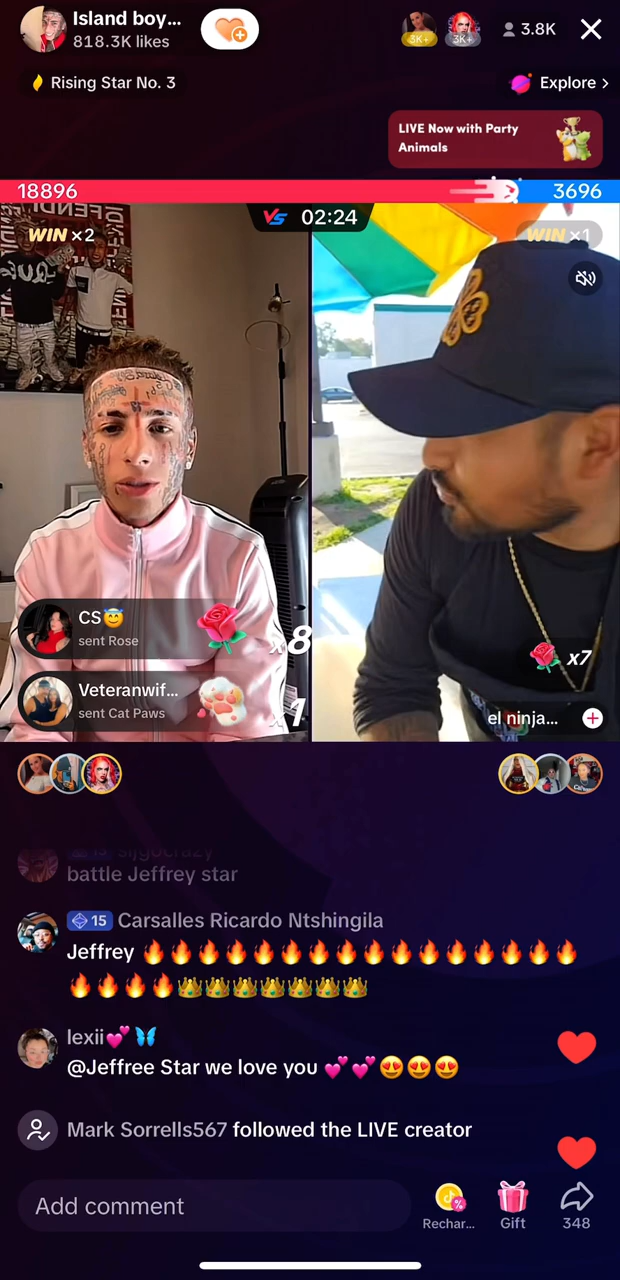 Island boy...
818.3K likes
3K+
3K+
3.8K
Rising Star No. 3
Explore >
LIVE Now with Party
Animals
18896
3696
VS 02:24
WIN ×2
WIN ×1
CS😇
sent Rose
x8
Veteranwif...
sent Cat Paws
x1
x7
el ninja...
battle Jeffrey star
15 Carsalles Ricardo Ntshingila
Jeffrey 🔥🔥🔥🔥🔥🔥🔥🔥🔥🔥🔥🔥🔥🔥🔥🔥
🔥🔥🔥🔥👑👑👑👑👑👑👑
lexii💕🦋
@Jeffree Star we love you 💕💕😍😍😍
Mark Sorrells567 followed the LIVE creator
Add comment
Rechar...
Gift
348